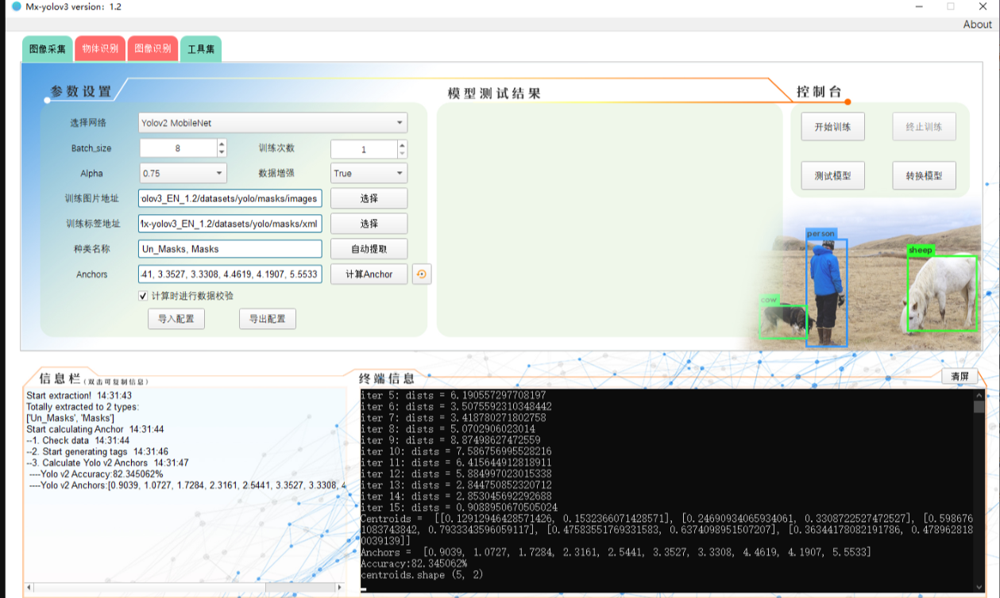 Mx-yolov3 version: 1.2
About
图像采集 物体识别 图像识别 工具集
参数设置 模型测试结果 控制台
选择网络 Yolov2 MobileNet 开始训练 终止训练
Batch_size 8 训练次数 1
Alpha 0.75 数据增强 True 测试模型 转换模型
训练图片地址 olov3_EN_1.2/datasets/yolo/masks/images 选择
训练标签地址 Mx-yolov3_EN_1.2/datasets/yolo/masks/xml 选择
种类名称 Un_Masks, Masks 自动提取
Anchors .41, 3.3527, 3.3308, 4.4619, 4.1907, 5.5533 计算Anchor
计算时进行数据校验
导入配置 导出配置
person
sheep
cow
信息栏(双击可复制信息)
Start extraction! 14:31:43
Totally extracted to 2 types:
['Un_Masks', 'Masks']
Start calculating Anchor 14:31:44
--1. Check data 14:31:44
--2. Start generating tags 14:31:46
--3. Calculate Yolo v2 Anchors 14:31:47
----Yolo v2 Accuracy:82.345062%
----Yolo v2 Anchors:[0.9039, 1.0727, 1.7284, 2.3161, 2.5441, 3.3527, 3.3308, 4
终端信息 清屏
iter 5: dists = 6.190557297708197
iter 6: dists = 3.5075592310348442
iter 7: dists = 3.418780271802758
iter 8: dists = 5.0702906023014
iter 9: dists = 8.87498627472559
iter 10: dists = 7.586756995528216
iter 11: dists = 6.415644912818911
iter 12: dists = 5.884997023015338
iter 13: dists = 2.844750852320712
iter 14: dists = 2.853045692292688
iter 15: dists = 0.9088950670505024
Centroids = [[0.12912946428571426, 0.1532366071428571], [0.24690934065934061, 0.3308722527472527], [0.598676
1083743842, 0.7933343596059117], [0.47583551769331583, 0.6374098951507207], [0.36344178082191786, 0.478962818
0039139]]
Anchors = [0.9039, 1.0727, 1.7284, 2.3161, 2.5441, 3.3527, 3.3308, 4.4619, 4.1907, 5.5533]
Accuracy:82.345062%
centroids.shape (5, 2)